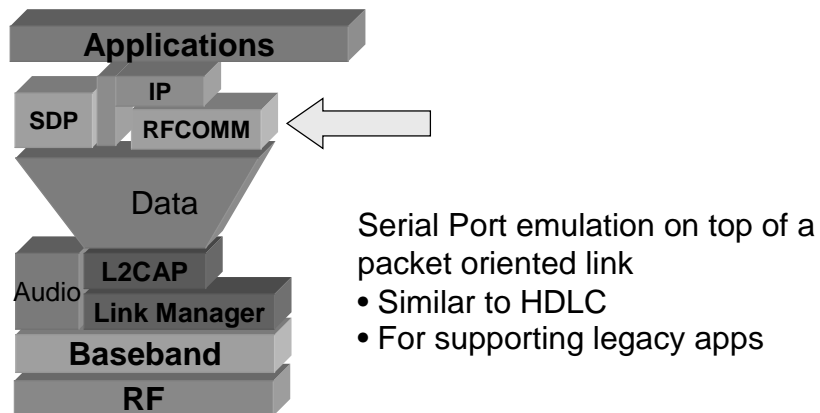 Applications
IP
SDP
RFCOMM
Data
L2CAP
Audio
Link Manager
Baseband
RF
Serial Port emulation on top of a
packet oriented link
• Similar to HDLC
• For supporting legacy apps